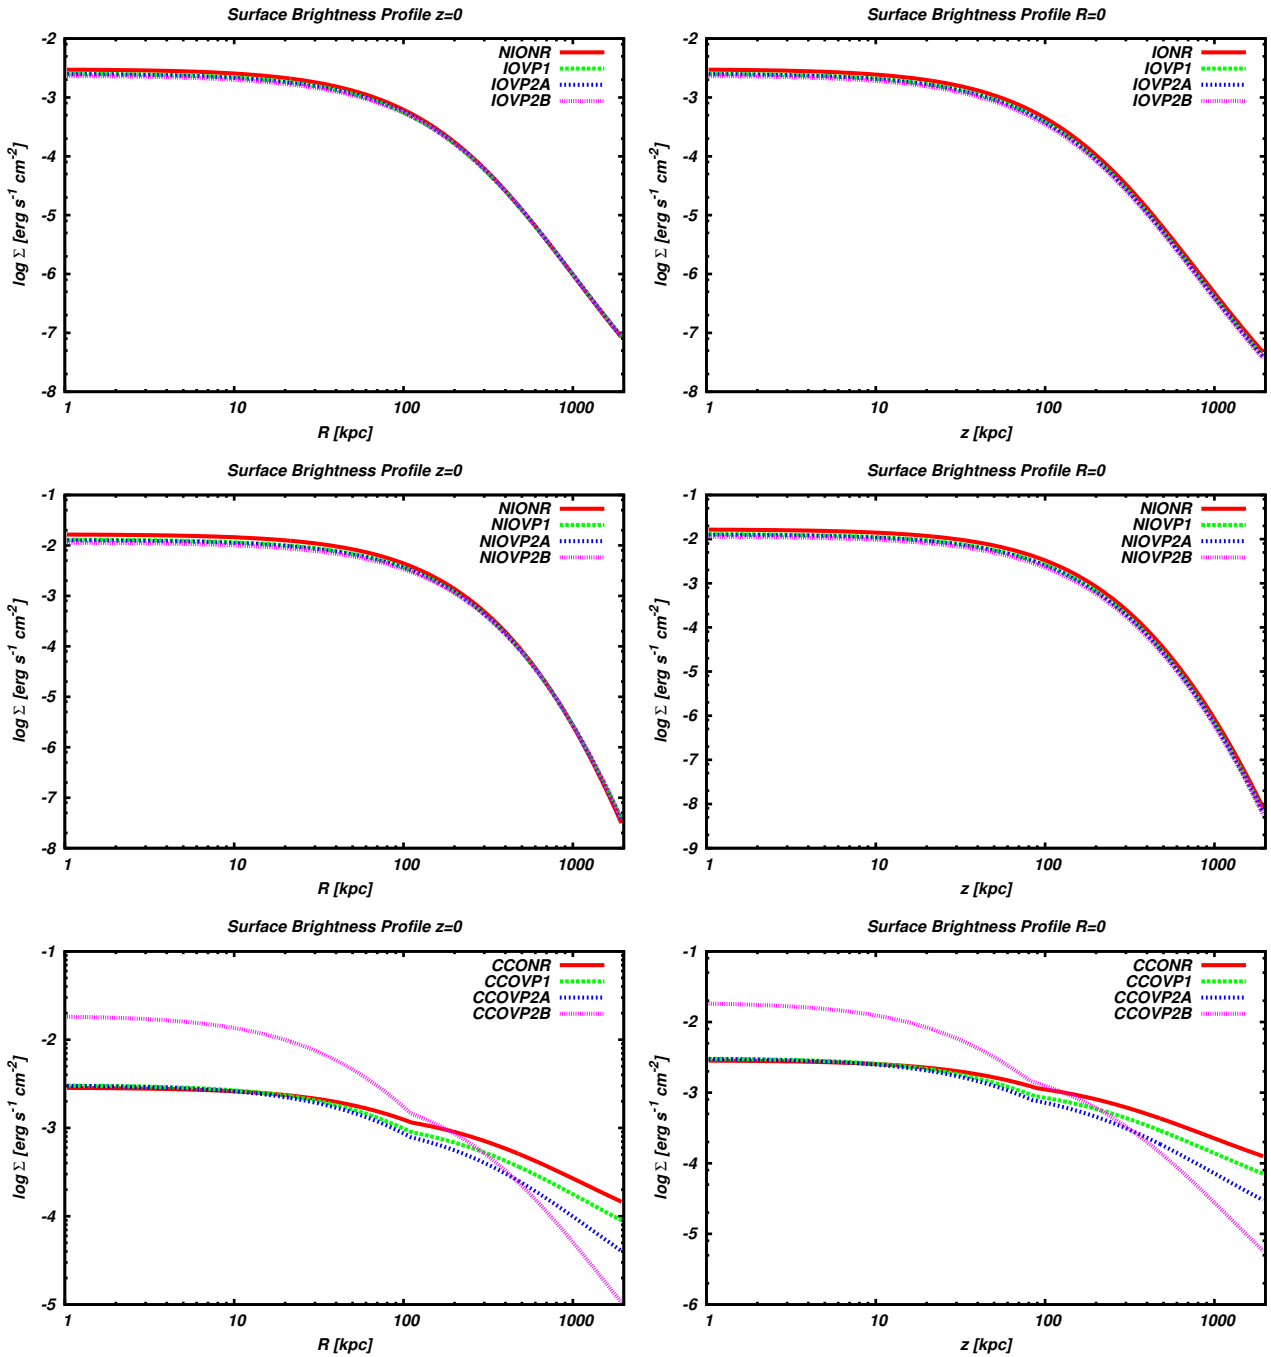 Surface Brightness Profile z=0
-2
-3
-4
-5
-6
-7
-8
log Σ [erg s-1 cm-2]
NIONR
IOVP1
IOVP2A
IOVP2B
1 10 100 1000
R [kpc]
Surface Brightness Profile R=0
-2
-3
-4
-5
-6
-7
-8
log Σ [erg s-1 cm-2]
IONR
IOVP1
IOVP2A
IOVP2B
1 10 100 1000
z [kpc]
Surface Brightness Profile z=0
-1
-2
-3
-4
-5
-6
-7
-8
log Σ [erg s-1 cm-2]
NIONR
NIOVP1
NIOVP2A
NIOVP2B
1 10 100 1000
R [kpc]
Surface Brightness Profile R=0
-1
-2
-3
-4
-5
-6
-7
-8
-9
log Σ [erg s-1 cm-2]
NIONR
NIOVP1
NIOVP2A
NIOVP2B
1 10 100 1000
z [kpc]
Surface Brightness Profile z=0
-1
-2
-3
-4
-5
log Σ [erg s-1 cm-2]
CCONR
CCOVP1
CCOVP2A
CCOVP2B
1 10 100 1000
R [kpc]
Surface Brightness Profile R=0
-1
-2
-3
-4
-5
-6
log Σ [erg s-1 cm-2]
CCONR
CCOVP1
CCOVP2A
CCOVP2B
1 10 100 1000
z [kpc]